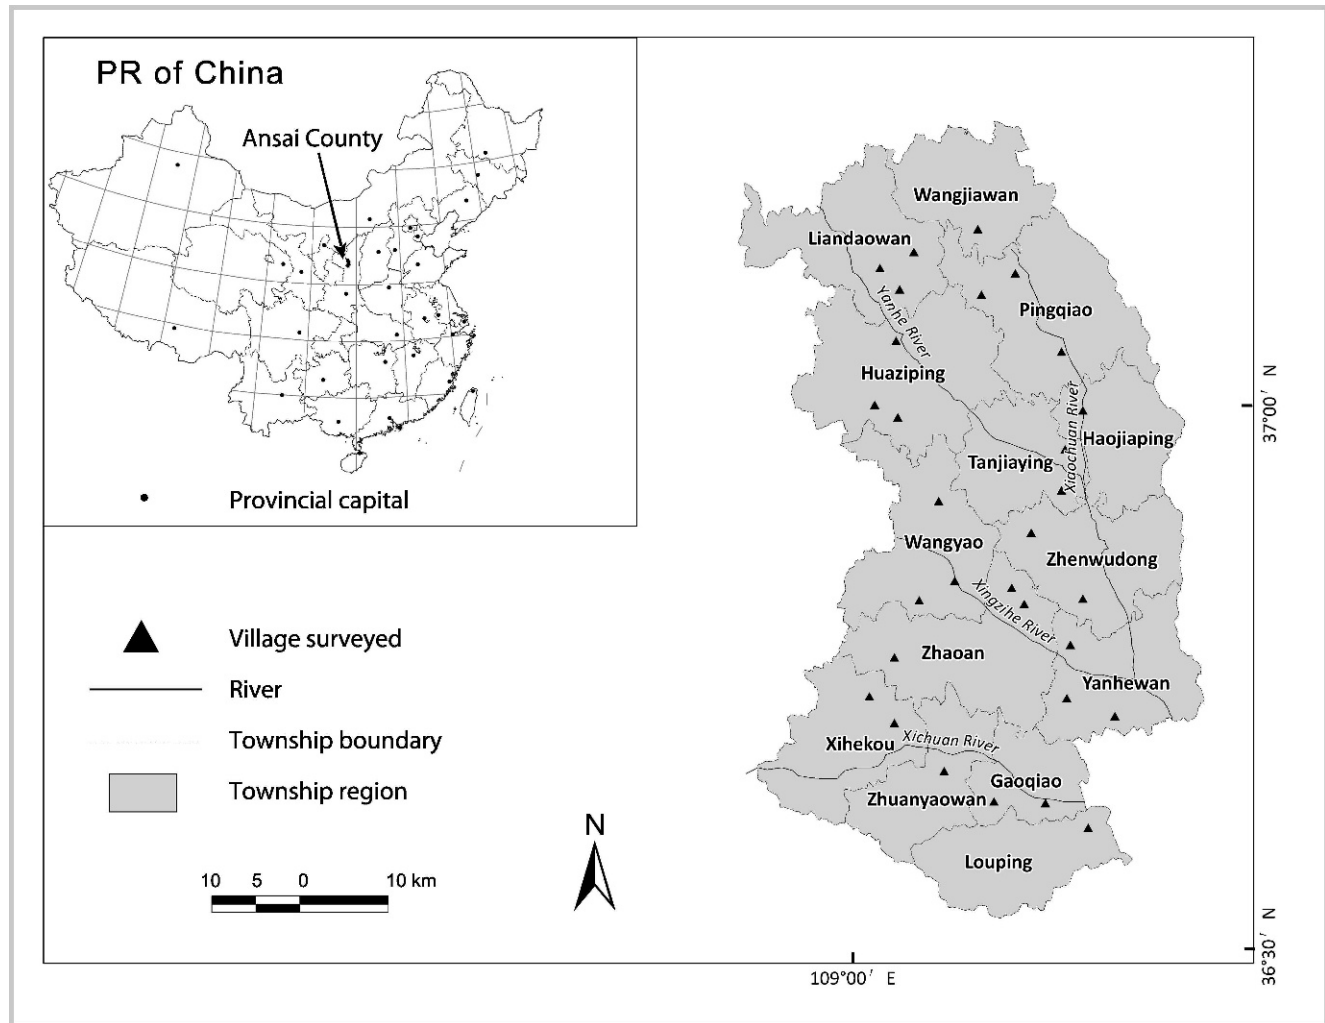 PR of China
Ansai County
Provincial capital
Village surveyed
River
Township boundary
Township region
10 5 0 10 km
N
Wangjiawan
Liandaowan
Yanhe River
Pingqiao
Huaziping
Xiaochuan River
Haojiaping
Tanjiaying
Wangyao
Zhenwudong
Xingzihe River
Zhaoan
Yanhewan
Xihekou
Xichuan River
Gaoqiao
Zhuanyaowan
Louping
37°00′ N
36°30′ N
109°00′ E